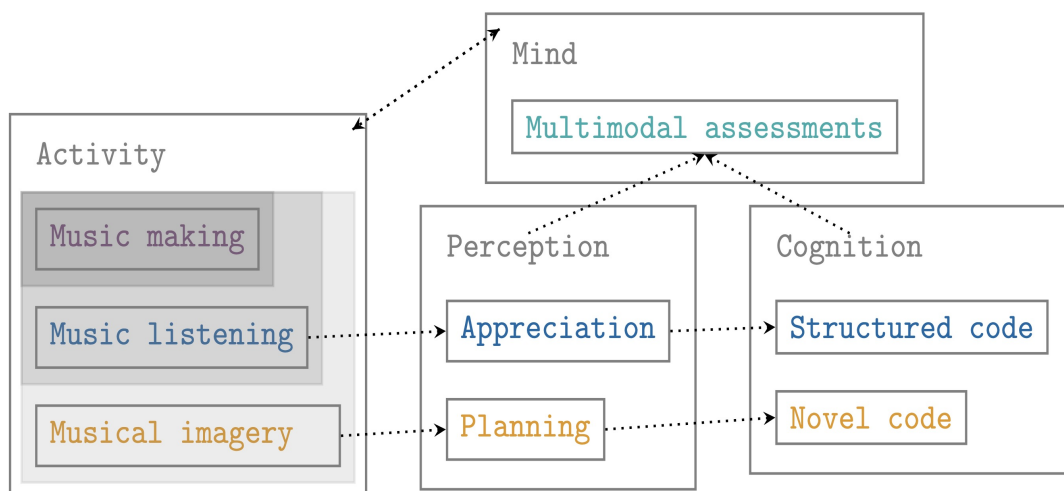 Mind
Multimodal assessments
Activity
Music making
Music listening
Musical imagery
Perception
Appreciation
Planning
Cognition
Structured code
Novel code